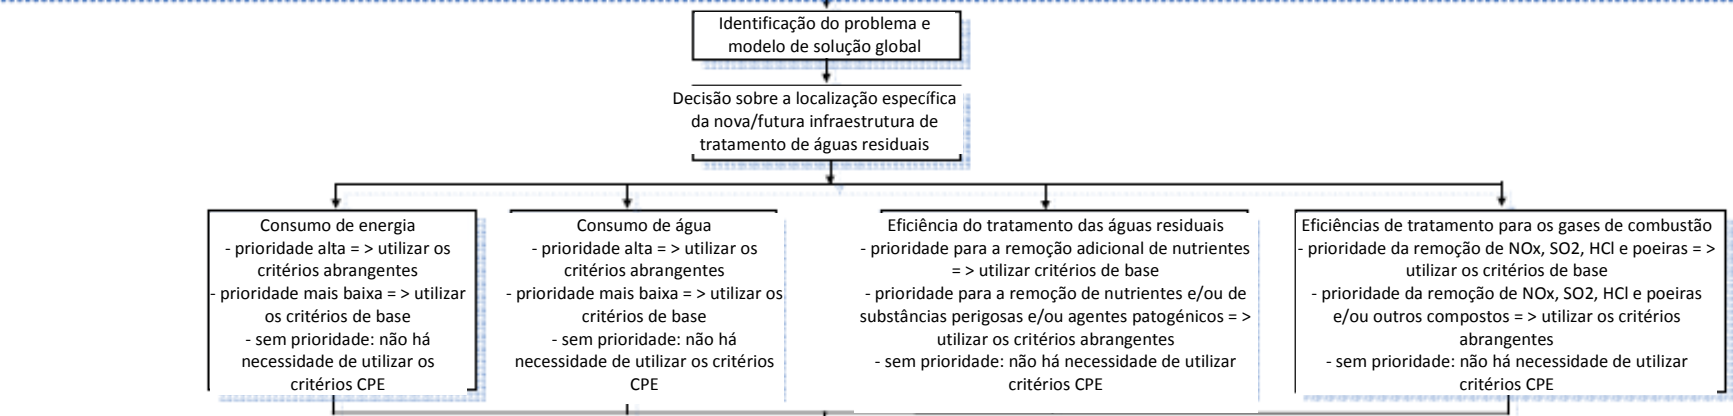 Identificação do problema e
modelo de solução global
Decisão sobre a localização específica
da nova/futura infraestrutura de
tratamento de águas residuais
Consumo de energia
- prioridade alta = > utilizar os
critérios abrangentes
- prioridade mais baixa = > utilizar
os critérios de base
- sem prioridade: não há
necessidade de utilizar os
critérios CPE
Consumo de água
- prioridade alta = > utilizar os
critérios abrangentes
- prioridade mais baixa = > utilizar os
critérios de base
- sem prioridade: não há
necessidade de utilizar os critérios
CPE
Eficiência do tratamento das águas residuais
- prioridade para a remoção adicional de nutrientes
= > utilizar critérios de base
- prioridade para a remoção de nutrientes e/ou de
substâncias perigosas e/ou agentes patogénicos = >
utilizar os critérios abrangentes
- sem prioridade: não há necessidade de utilizar
critérios CPE
Eficiências de tratamento para os gases de combustão
- prioridade da remoção de NOx, SO2, HCl e poeiras = >
utilizar os critérios de base
- prioridade da remoção de NOx, SO2, HCl e poeiras
e/ou outros compostos = > utilizar os critérios
abrangentes
- sem prioridade: não há necessidade de utilizar
critérios CPE